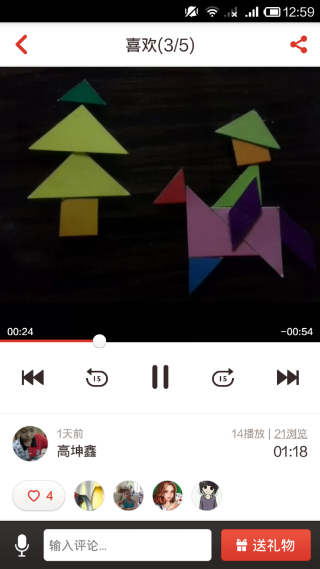 12:59
喜欢(3/5)
00:24
-00:54
15
15
1天前
14播放 | 21浏览
高坤鑫
01:18
4
输入评论...
送礼物